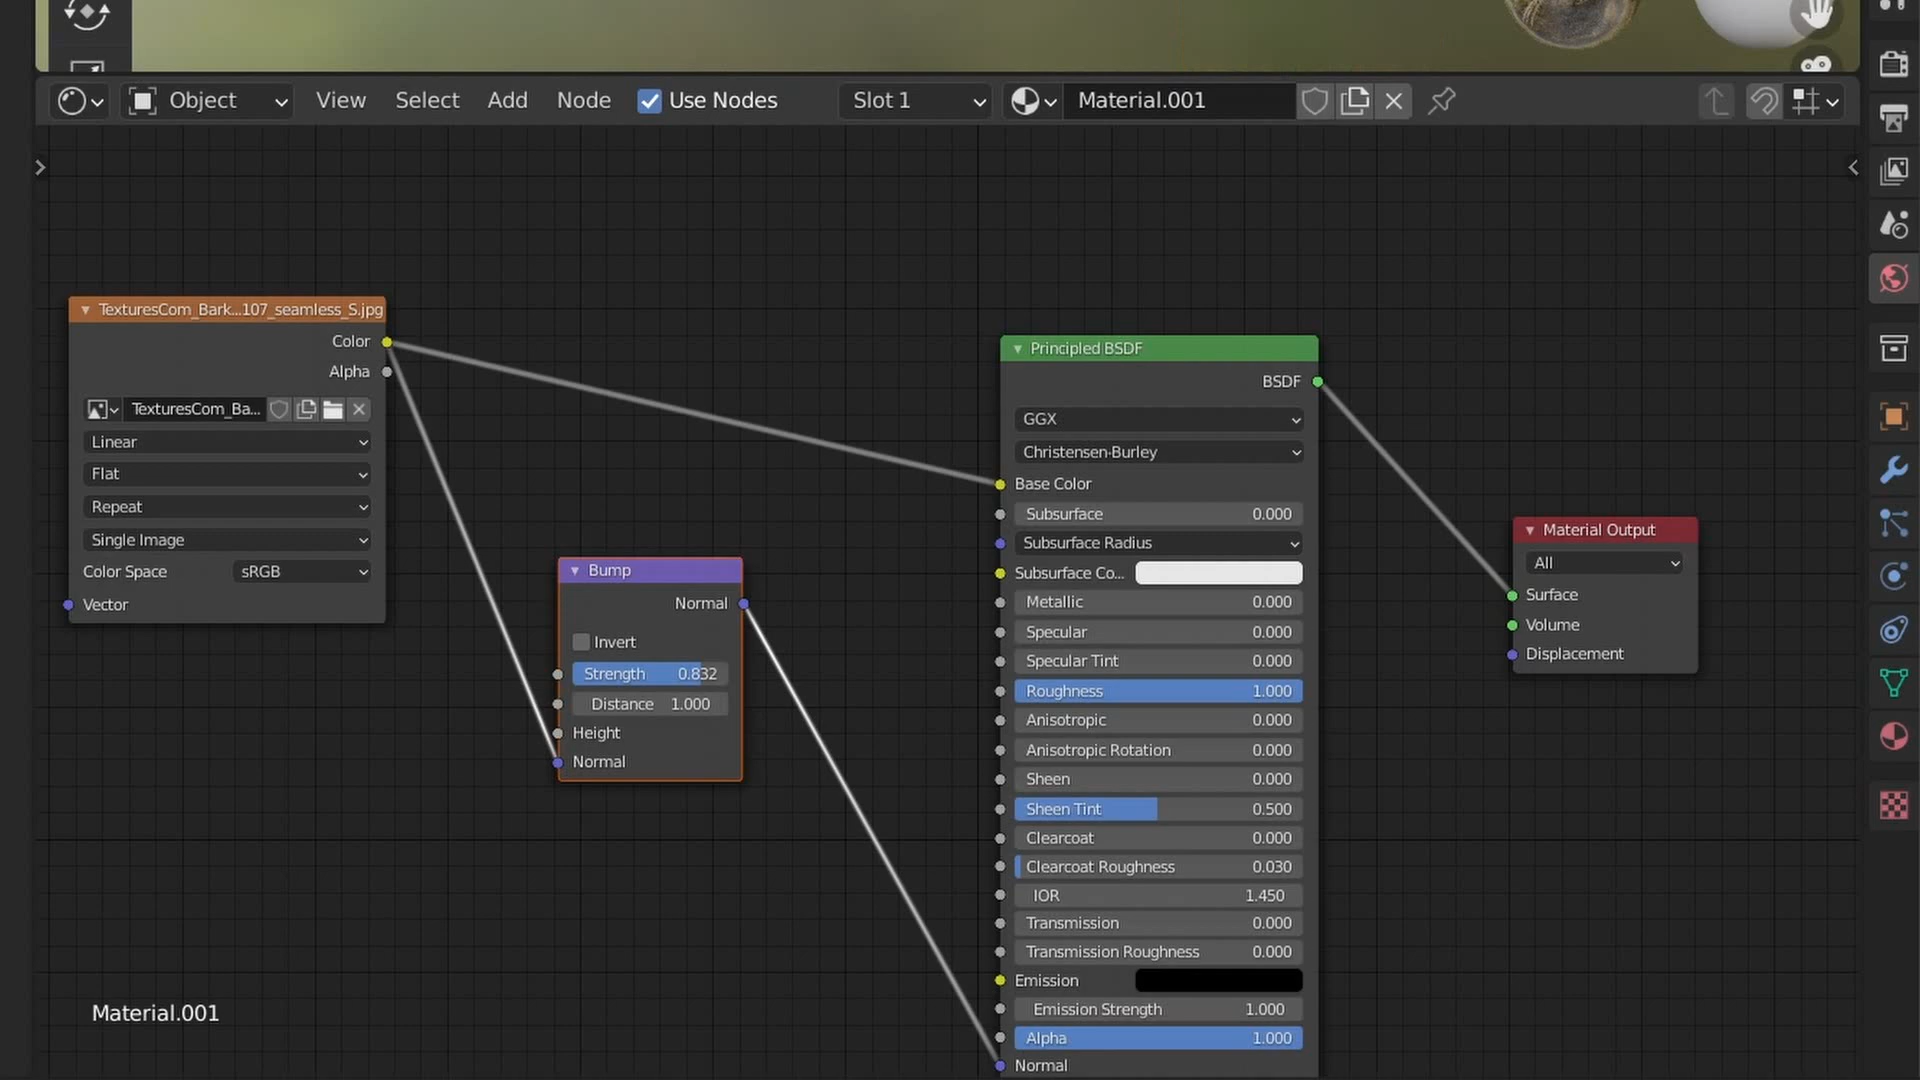 Object View Select Add Node Use Nodes Slot 1 Material.001
TexturesCom_Bark...107_seamless_S.jpg
Color
Alpha
TexturesCom_Ba...
Linear
Flat
Repeat
Single Image
Color Space sRGB
Vector
Bump
Normal
Invert
Strength 0.832
Distance 1.000
Height
Normal
Principled BSDF
BSDF
GGX
Christensen-Burley
Base Color
Subsurface 0.000
Subsurface Radius
Subsurface Co...
Metallic 0.000
Specular 0.000
Specular Tint 0.000
Roughness 1.000
Anisotropic 0.000
Anisotropic Rotation 0.000
Sheen 0.000
Sheen Tint 0.500
Clearcoat 0.000
Clearcoat Roughness 0.030
IOR 1.450
Transmission 0.000
Transmission Roughness 0.000
Emission
Emission Strength 1.000
Alpha 1.000
Normal
Material Output
All
Surface
Volume
Displacement
Material.001